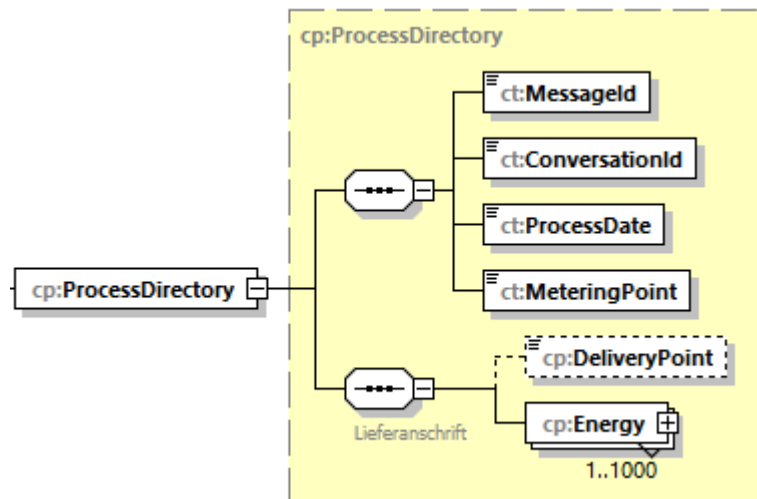 cp:ProcessDirectory
ct:MessageId
ct:ConversationId
ct:ProcessDate
cp:ProcessDirectory
ct:MeteringPoint
cp:DeliveryPoint
Lieferanschrift
cp:Energy
1..1000